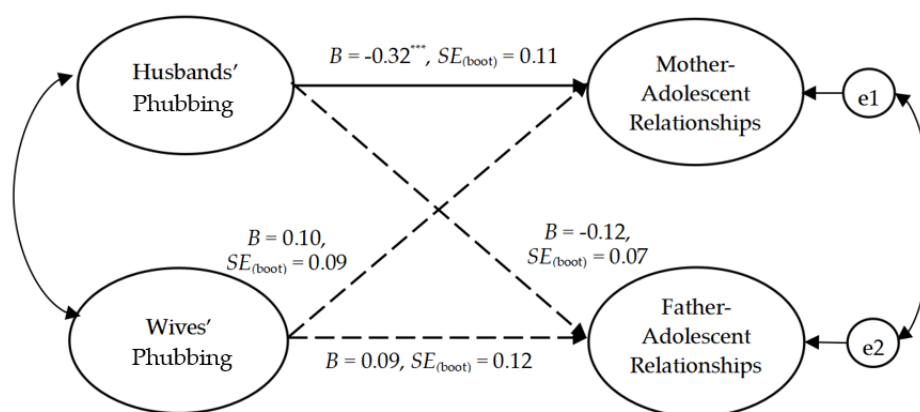 Husbands'
Phubbing
B = -0.32***, SE(boot) = 0.11
Mother-
Adolescent
Relationships
e1
B = 0.10,
SE(boot) = 0.09
B = -0.12,
SE(boot) = 0.07
Wives'
Phubbing
B = 0.09, SE(boot) = 0.12
Father-
Adolescent
Relationships
e2